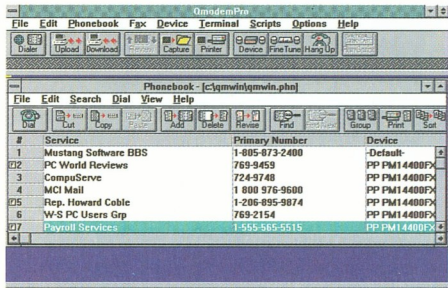 QmodemPro
File Edit Phonebook Fax Device Terminal Scripts Options Help
Dialer Upload Download Review Capture Printer Device FineTune Hang Up
Phonebook - [c:\qmwin\qmwin.phn]
File Edit Search Dial View Help
Dial Cut Copy Paste Add Delete Revise Find Find Next Group Print Sort
# Service Primary Number Device
1 Mustang Software BBS 1-805-873-2400 -Default-
2 PC World Reviews 769-9459 PP PM14400FX
3 CompuServe 724-9748 PP PM14400FX
4 MCI Mail 1 800 976-9600 PP PM14400FX
5 Rep. Howard Coble 1-206-895-9874 PP PM14400FX
6 W-S PC Users Grp 769-2154 PP PM14400FX
7 Payroll Services 1-555-565-5515 PP PM14400FX